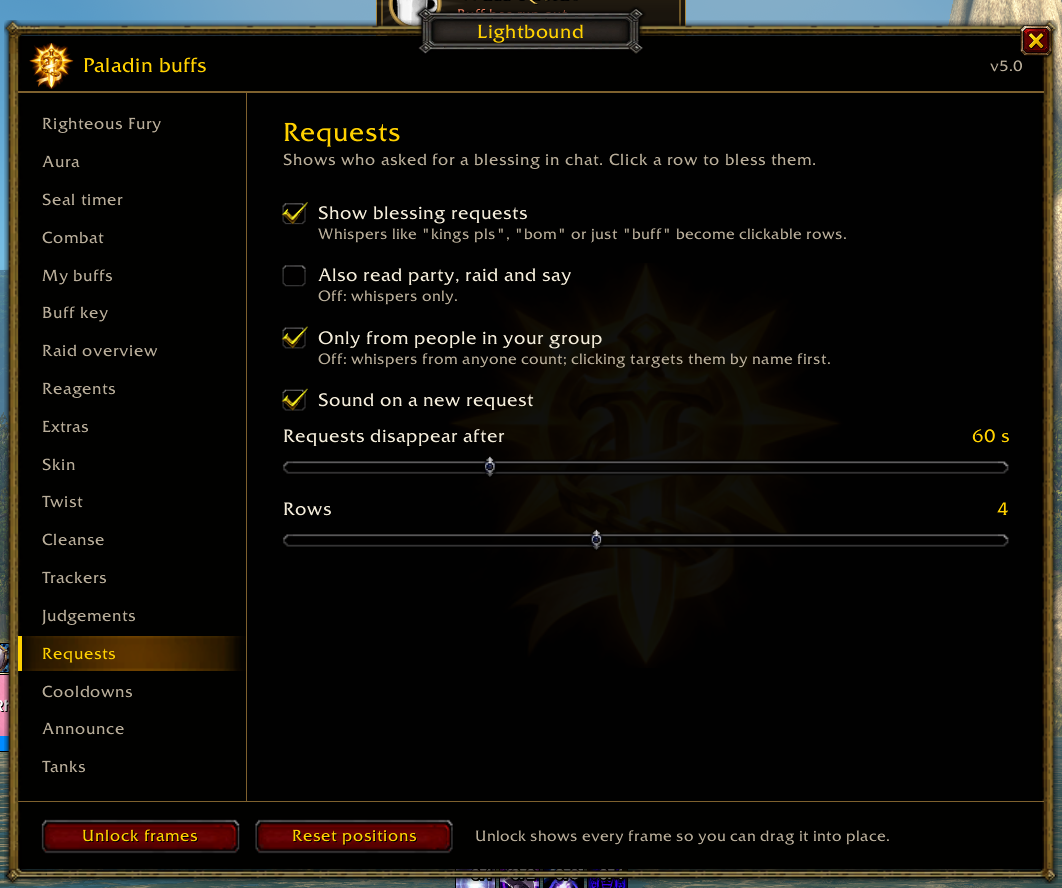 Lightbound
Paladin buffs
v5.0
Righteous Fury
Aura
Seal timer
Combat
My buffs
Buff key
Raid overview
Reagents
Extras
Skin
Twist
Cleanse
Trackers
Judgements
Requests
Cooldowns
Announce
Tanks
Requests
Shows who asked for a blessing in chat. Click a row to bless them.
Show blessing requests
Whispers like "kings pls", "bom" or just "buff" become clickable rows.
Also read party, raid and say
Off: whispers only.
Only from people in your group
Off: whispers from anyone count; clicking targets them by name first.
Sound on a new request
Requests disappear after
60 s
Rows
4
Unlock frames
Reset positions
Unlock shows every frame so you can drag it into place.